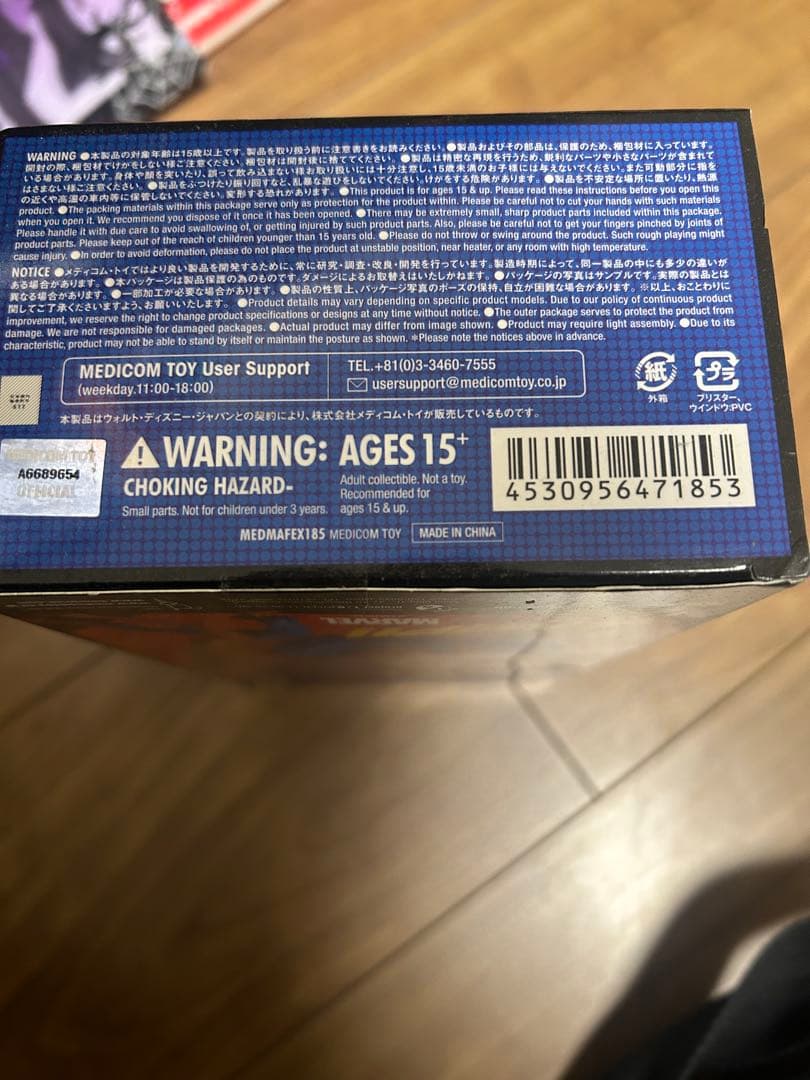 WARNING ●本製品の対象年齢は15歳以上です。製品を取り扱う前に注意書きをお読みください。●製品およびその部品は、保護のため、梱包材に入っています。
開封の際、梱包材でけがをしない様ご注意ください。梱包材は開封後に捨ててください。●製品は精密な再現を行うため、鋭利なパーツや小さなパーツが含まれて
いる場合があります。身体や顔を突いたり、誤って飲み込まない様お取り扱いには十分注意し、15歳未満のお子様には与えないでください。また可動部分に指を
はさまない様ご注意ください。●製品をぶつけたり振り回すなど、乱暴な遊びをしないでください。けがをする危険があります。●製品を不安定な場所に置いたり、熱源
の近くや高温の車内等に保管しないでください。変形する恐れがあります。●This product is for ages 15 & up. Please read these instructions before you open this
product. ●The packing materials within this package serve only as protection for the product within. Please be careful not to cut your hands with such materials
when you open it. We recommend you dispose of it once it has been opened. ●There may be extremely small, sharp product parts included within this package.
Please handle it with due care to avoid swallowing of, or getting injured by such product parts. Also, please be careful not to get your fingers pinched by joints of
product parts. Please keep out of the reach of children younger than 15 years old. ●Please do not throw or swing around the product. Such rough playing might
cause injury. ●In order to avoid deformation, please do not place the product at unstable position, near heater, or any room with high temperature.
NOTICE ●メディコム・トイではより良い製品を開発するために、常に研究・調査・改良・開発を行っています。製造時期によって、同一製品の中にも多少の違いが
ある場合があります。●本パッケージは製品保護の為のものです。ダメージによるお取替えはいたしかねます。●パッケージの写真はサンプルです。実際の製品とは
異なる場合があります。●一部加工が必要な場合があります。●製品の性質上、パッケージ写真のポーズの保持、自立が困難な場合があります。※以上、おことわりに
関してご了承くださいますよう、お願いいたします。●Product details may vary depending on specific product models. Due to our policy of continuous product
improvement, we reserve the right to change product specifications or designs at any time without notice. ●The outer package serves to protect the product from
damage. We are not responsible for damaged packages. ●Actual product may differ from image shown. ●Product may require light assembly. ●Due to its
characteristic, product may not be able to stand by itself or maintain the posture as shown. *Please note the notices above in advance.
MEDICOM TOY User Support
(weekday.11:00-18:00)
TEL.+81(0)3-3460-7555
usersupport@medicomtoy.co.jp
紙
外箱
プラ
ブリスター、
ウインドウ:PVC
本製品はウォルト・ディズニー・ジャパンとの契約により、株式会社メディコム・トイが販売しているものです。
MEDICOM TOY
A6689654
OFFICIAL
WARNING: AGES 15+
CHOKING HAZARD-
Small parts. Not for children under 3 years.
Adult collectible. Not a toy.
Recommended for
ages 15 & up.
4530956471853
MEDMAFEX185 MEDICOM TOY MADE IN CHINA
MARVEL